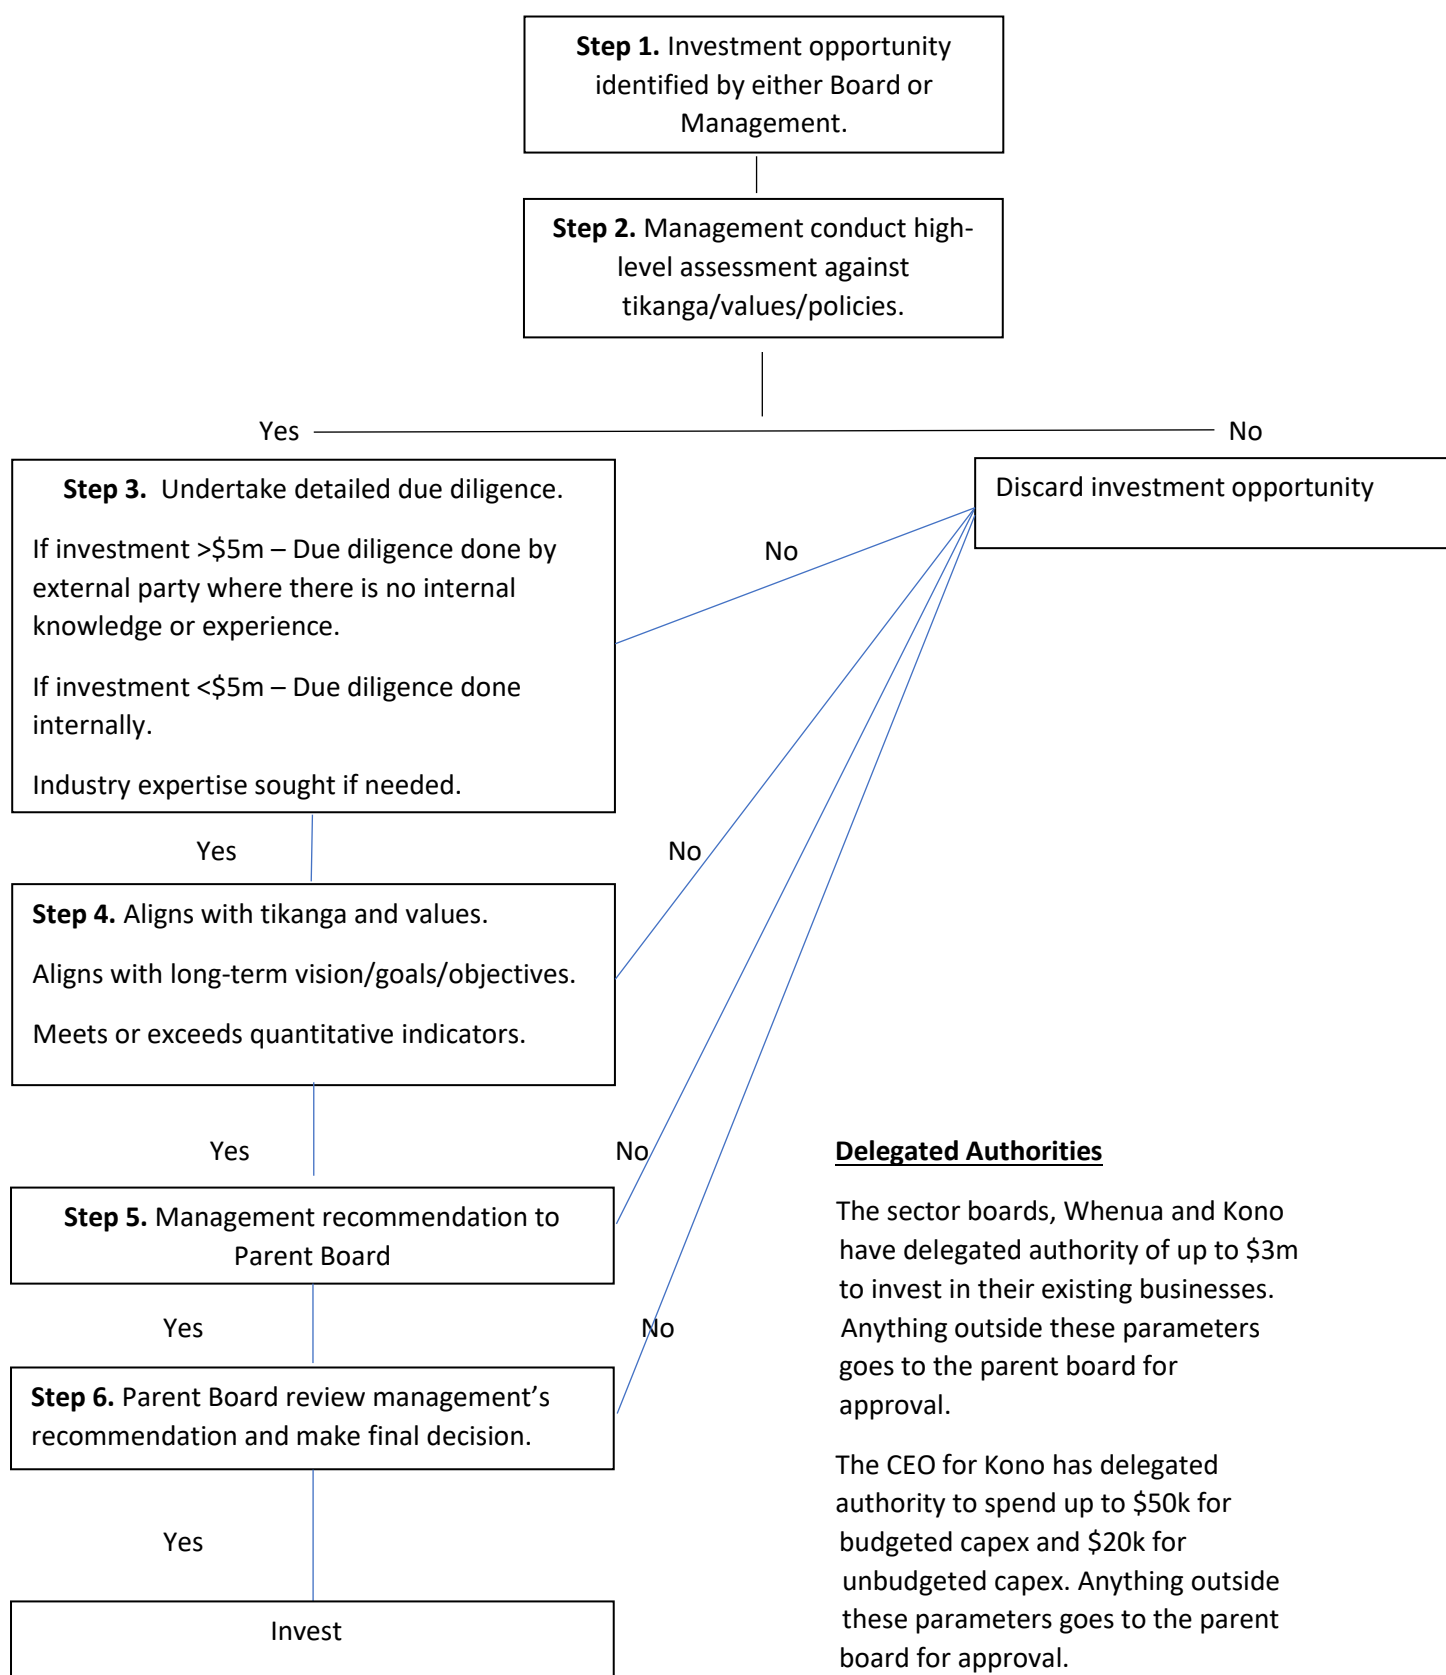 Step 1. Investment opportunity
identified by either Board or
Management.
Step 2. Management conduct high-
level assessment against
tikanga/values/policies.
Yes
No
Step 3. Undertake detailed due diligence.
If investment >$5m – Due diligence done by
external party where there is no internal
knowledge or experience.
If investment <$5m – Due diligence done
internally.
Industry expertise sought if needed.
Discard investment opportunity
No
Yes
No
Step 4. Aligns with tikanga and values.
Aligns with long-term vision/goals/objectives.
Meets or exceeds quantitative indicators.
Yes
No
Step 5. Management recommendation to
Parent Board
Yes
No
Step 6. Parent Board review management’s
recommendation and make final decision.
Yes
Invest
Delegated Authorities
The sector boards, Whenua and Kono
have delegated authority of up to $3m
to invest in their existing businesses.
Anything outside these parameters
goes to the parent board for
approval.
The CEO for Kono has delegated
authority to spend up to $50k for
budgeted capex and $20k for
unbudgeted capex. Anything outside
these parameters goes to the parent
board for approval.